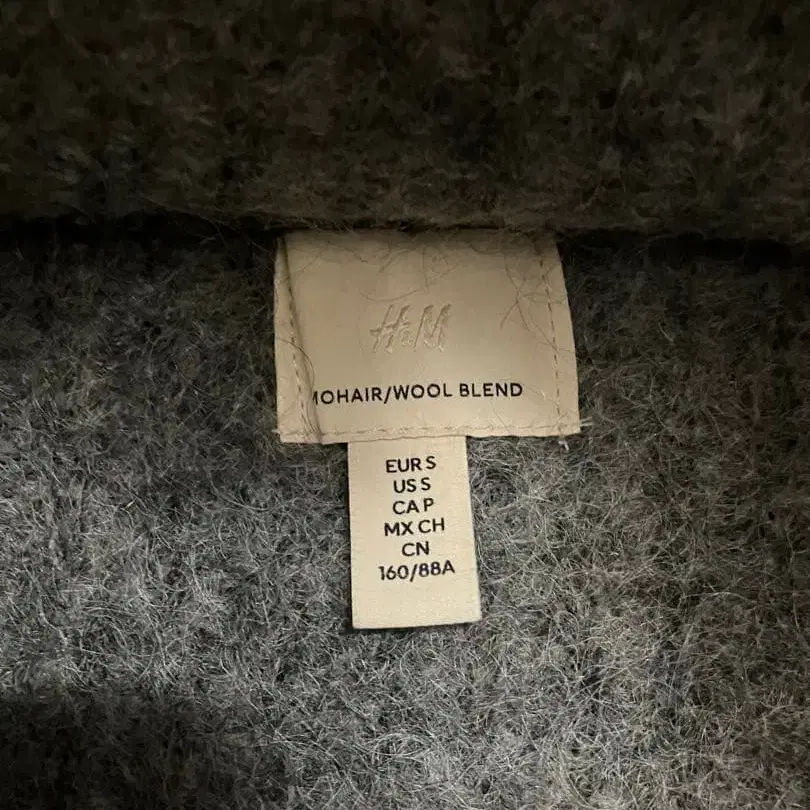 H&M
MOHAIR/WOOL BLEND
EUR S
US S
CA P
MX CH
CN
160/88A